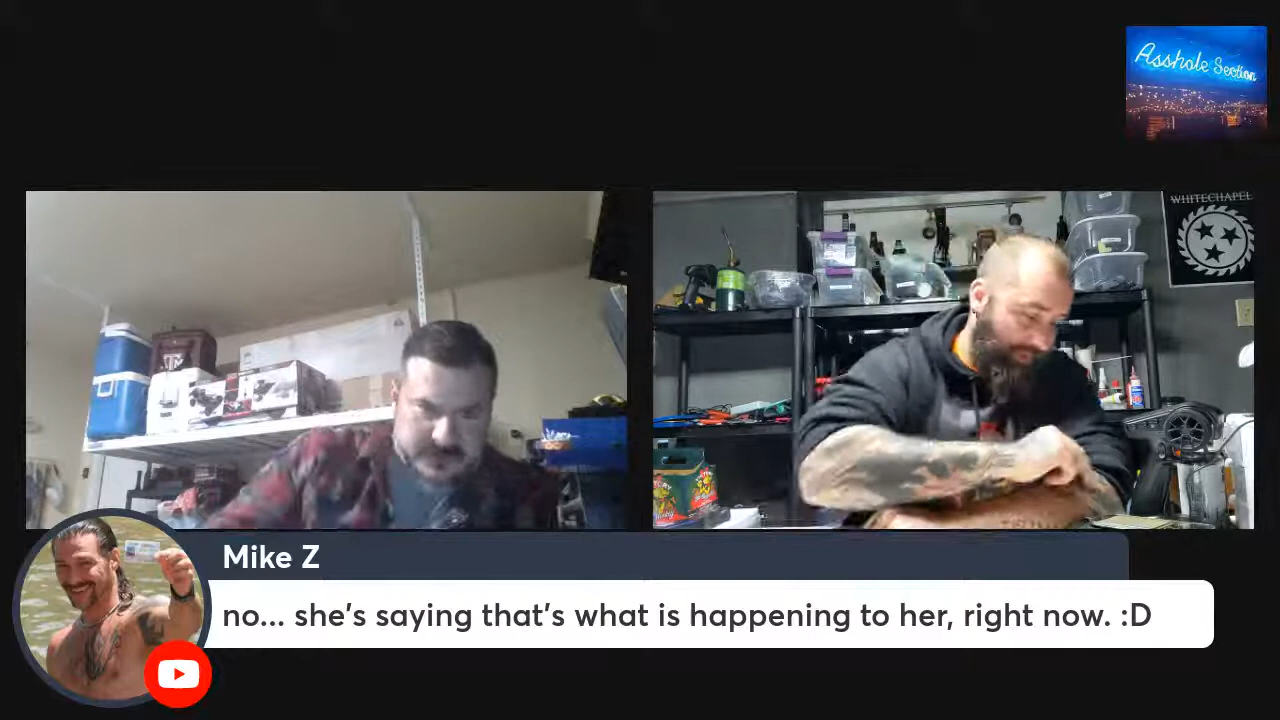 Asshole Section
WHITECHAPEL
Mike Z
no... she's saying that's what is happening to her, right now. :D